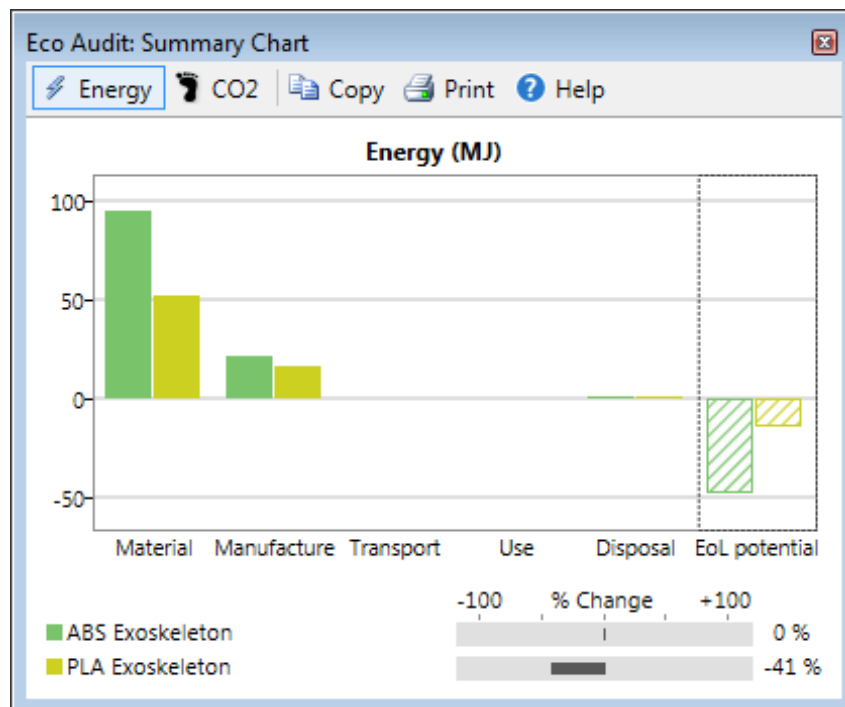 Eco Audit: Summary Chart
Energy CO2 Copy Print Help
Energy (MJ)
100
50
0
-50
Material Manufacture Transport Use Disposal EoL potential
-100 % Change +100
ABS Exoskeleton 0 %
PLA Exoskeleton -41 %